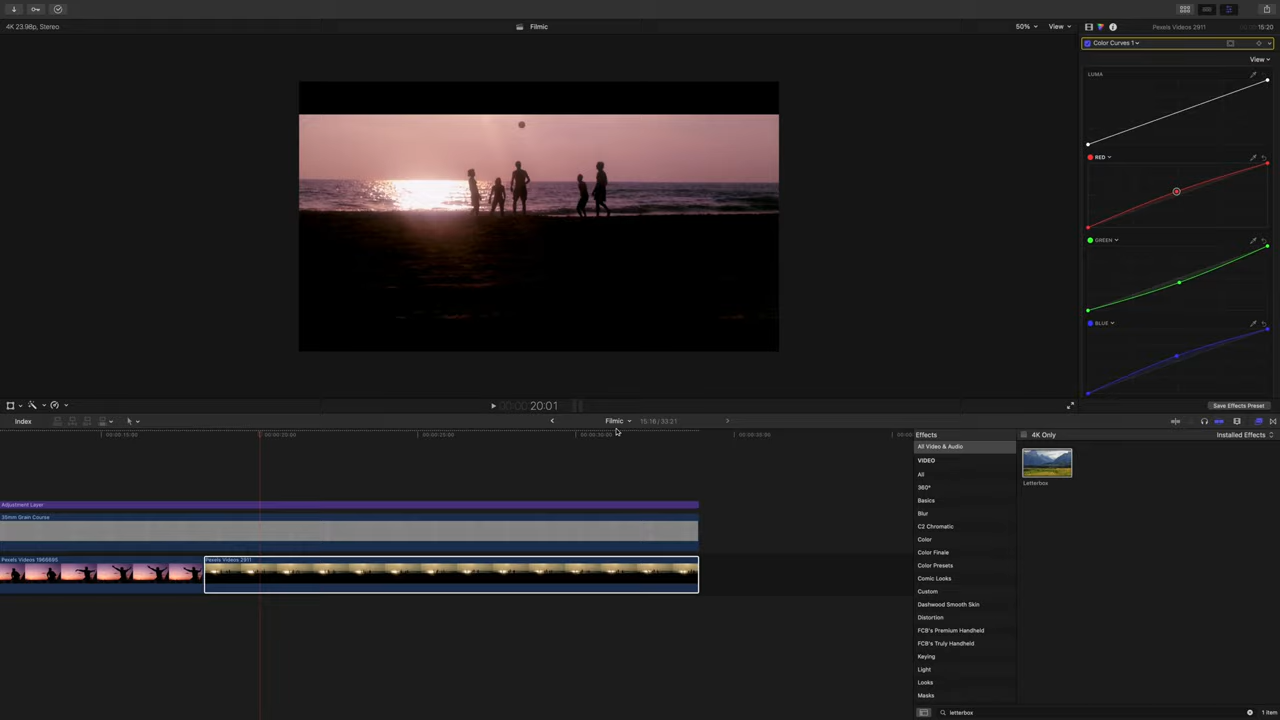 4K 23.98p, Stereo
Filmic
50%
View
Pexels Videos 2911
15:20
Color Curves 1
View
LUMA
RED
GREEN
BLUE
20:01
Save Effects Preset
Index
Filmic
15:16 / 33:21
00:00:15:00
00:00:20:00
00:00:25:00
00:00:30:00
00:00:35:00
Effects
4K Only
Installed Effects
All Video & Audio
VIDEO
All
360°
Basics
Blur
C2 Chromatic
Color
Color Finale
Color Presets
Comic Looks
Custom
Dashwood Smooth Skin
Distortion
FCB's Premium Handheld
FCB's Truly Handheld
Keying
Light
Looks
Masks
Letterbox
Adjustment Layer
35mm Grain Course
Pexels Videos 1966695
Pexels Videos 2911
letterbox
1 item